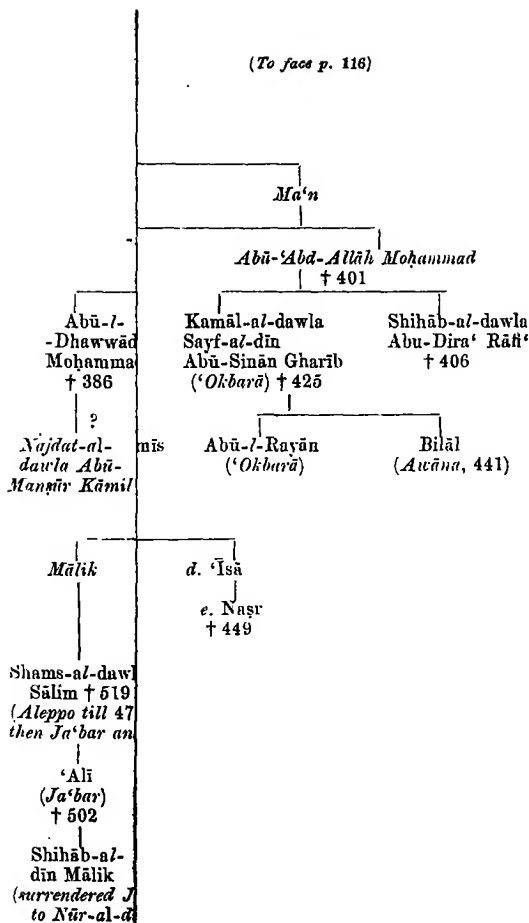 (To face p. 116)
Ma‘n
Abū-‘Abd-Allāh Moḥammad
† 401
Abū-l-
-Dhawwād
Mohamma
† 386
Kamāl-al-dawla
Sayf-al-dīn
Abū-Sinān Gharīb
(‘Okbarā) † 425
Shihāb-al-dawla
Abu-Dira‘ Rāfi‘
† 406
?
Najdat-al-
dawla Abū-
Manṣūr Kāmil
mīs
Abū-l-Rayān
(‘Okbarā)
Bilāl
(Awāna, 441)
Mālik
d. ‘Īsā
e. Naṣr
† 449
Shams-al-dawl
Sālim † 519
(Aleppo till 47
then Ja‘bar an
‘Alī
(Ja‘bar)
† 502
Shihāb-al-
dīn Mālik
(surrendered J
to Nūr-al-d